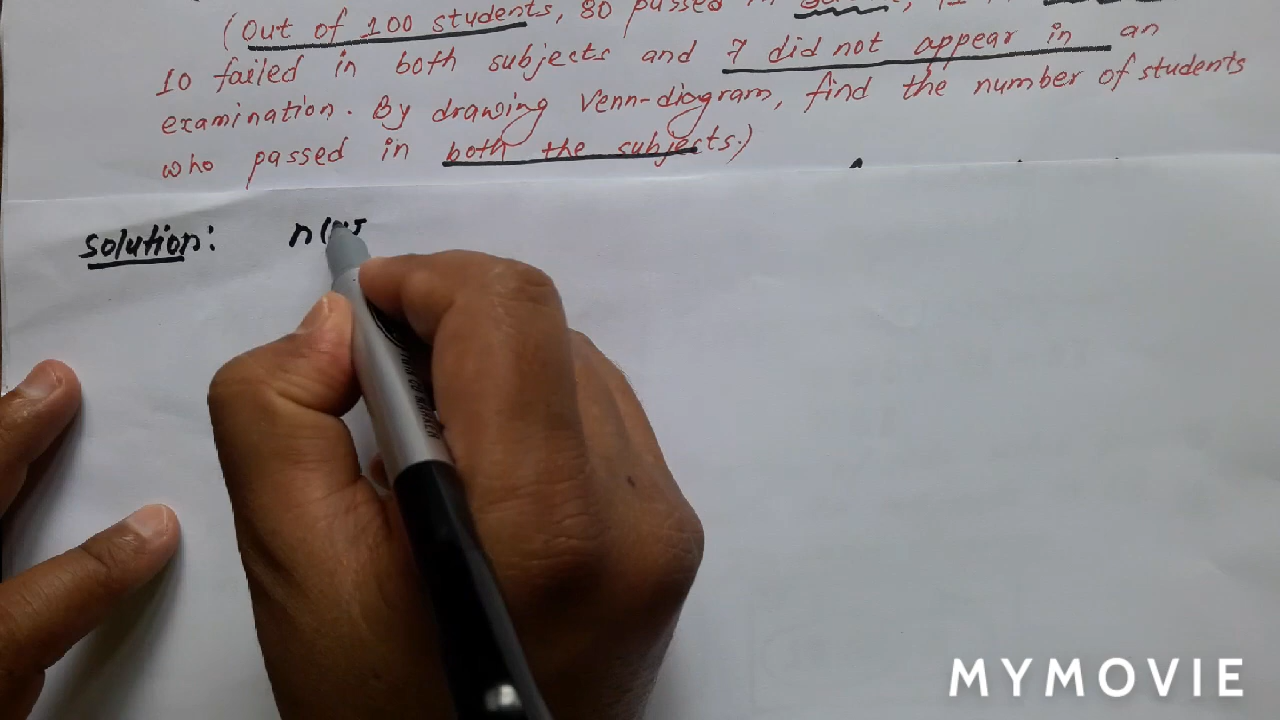 (Out of 100 students, 80 passed in
10 failed in both subjects and 7 did not appear in an
examination. By drawing Venn-diagram, find the number of students
who passed in both the subjects.)
Solution: n(
MYMOVIE